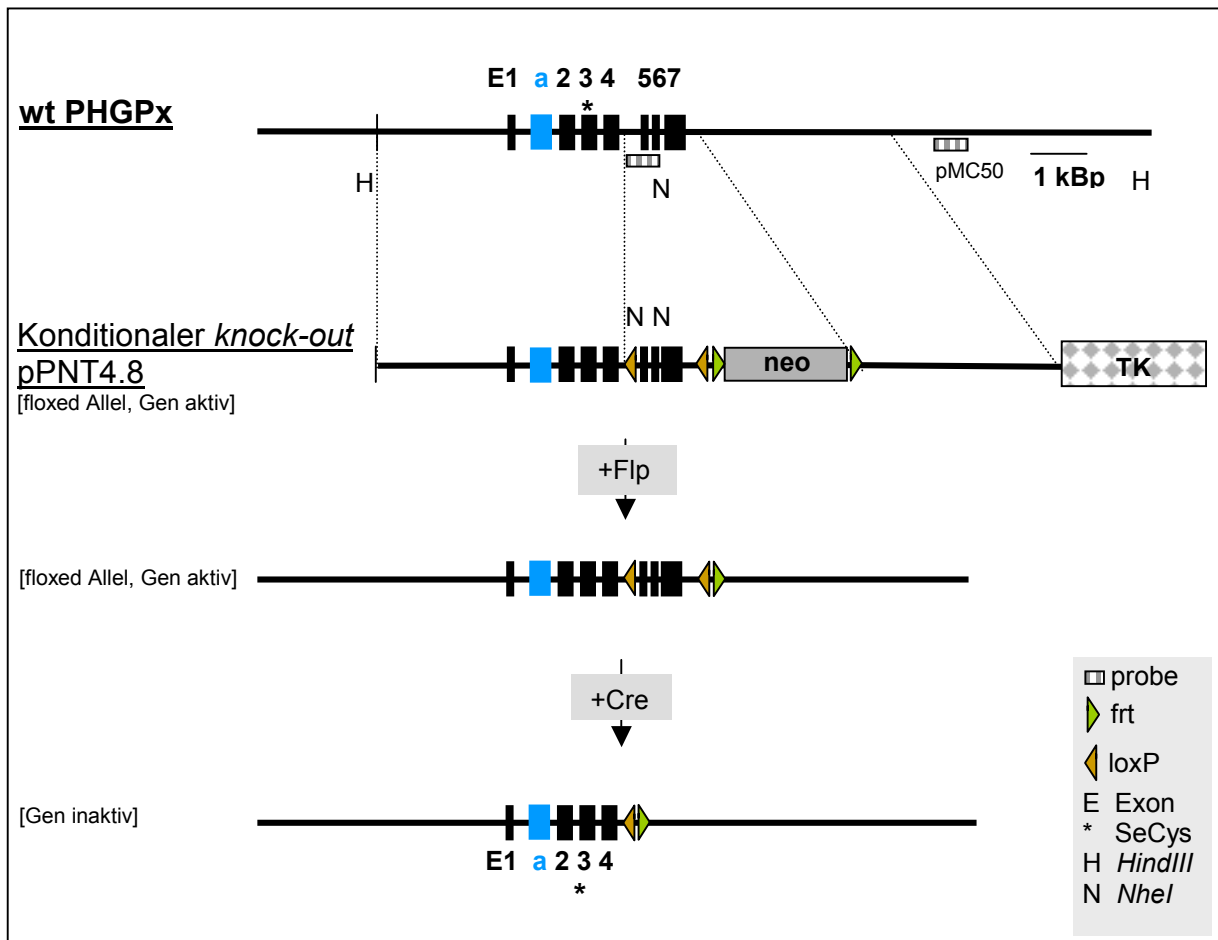 E1 a 2 3 4 567
*
wt PHGPx
H
N
pMC50
1 kBp
H
N N
Konditionaler knock-out
pPNT4.8
[floxed Allel, Gen aktiv]
neo
TK
+Flp
[floxed Allel, Gen aktiv]
+Cre
[Gen inaktiv]
E1 a 2 3 4
*
probe
frt
loxP
E Exon
* SeCys
H HindIII
N NheI